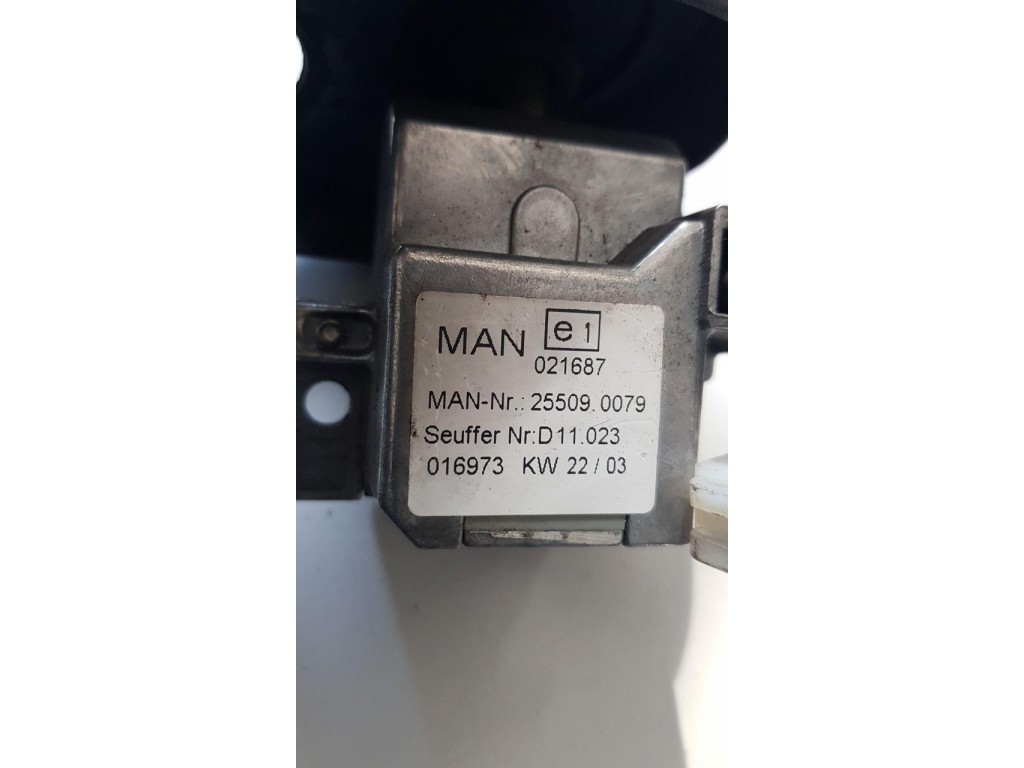 MAN e1
021687
MAN-Nr.: 25509.0079
Seuffer Nr:D11.023
016973 KW 22/03